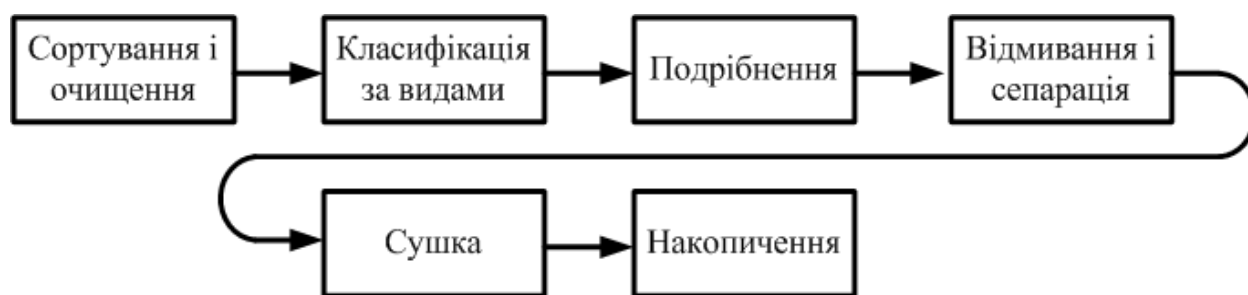 Сортування і
очищення
Класифікація
за видами
Подрібнення
Відмивання і
сепарація
Сушка
Накопичення